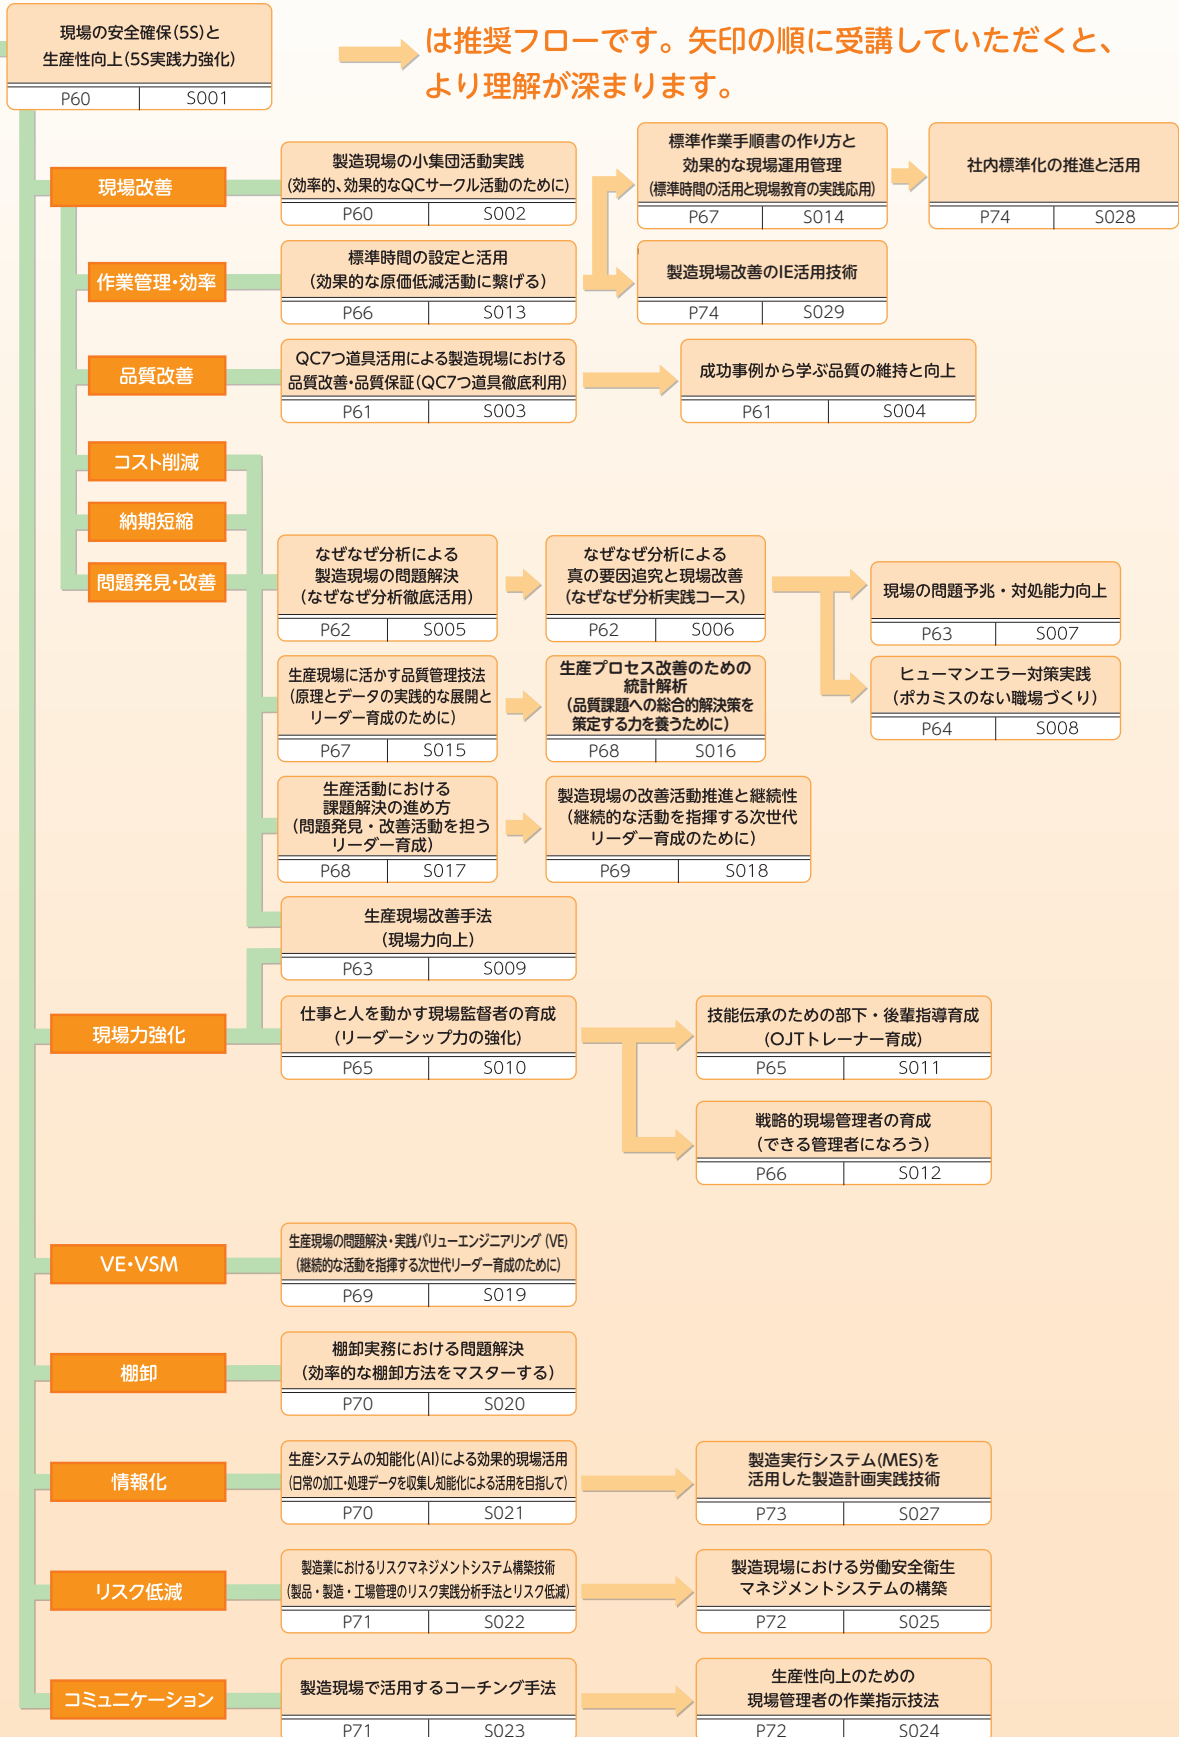 現場の安全確保(5S)と
生産性向上(5S実践力強化)
P60 S001
は推奨フローです。矢印の順に受講していただくと、
より理解が深まります。
現場改善
製造現場の小集団活動実践
(効率的、効果的なQCサークル活動のために)
P60 S002
標準作業手順書の作り方と
効果的な現場運用管理
(標準時間の活用と現場教育の実践応用)
P67 S014
社内標準化の推進と活用
P74 S028
作業管理・効率
標準時間の設定と活用
(効果的な原価低減活動に繋げる)
P66 S013
製造現場改善のIE活用技術
P74 S029
品質改善
QC7つ道具活用による製造現場における
品質改善・品質保証(QC7つ道具徹底利用)
P61 S003
成功事例から学ぶ品質の維持と向上
P61 S004
コスト削減
納期短縮
問題発見・改善
なぜなぜ分析による
製造現場の問題解決
(なぜなぜ分析徹底活用)
P62 S005
なぜなぜ分析による
真の要因追究と現場改善
(なぜなぜ分析実践コース)
P62 S006
現場の問題予兆・対処能力向上
P63 S007
ヒューマンエラー対策実践
(ポカミスのない職場づくり)
P64 S008
生産現場に活かす品質管理技法
(原理とデータの実践的な展開と
リーダー育成のために)
P67 S015
生産プロセス改善のための
統計解析
(品質課題への総合的解決策を
策定する力を養うために)
P68 S016
生産活動における
課題解決の進め方
(問題発見・改善活動を担う
リーダー育成)
P68 S017
製造現場の改善活動推進と継続性
(継続的な活動を指揮する次世代
リーダー育成のために)
P69 S018
生産現場改善手法
(現場力向上)
P63 S009
現場力強化
仕事と人を動かす現場監督者の育成
(リーダーシップ力の強化)
P65 S010
技能伝承のための部下・後輩指導育成
(OJTトレーナー育成)
P65 S011
戦略的現場管理者の育成
(できる管理者になろう)
P66 S012
VE・VSM
生産現場の問題解決・実践バリューエンジニアリング(VE)
(継続的な活動を指揮する次世代リーダー育成のために)
P69 S019
棚卸
棚卸実務における問題解決
(効率的な棚卸方法をマスターする)
P70 S020
情報化
生産システムの知能化(AI)による効果的現場活用
(日常の加工・処理データを収集し知能化による活用を目指して)
P70 S021
製造実行システム(MES)を
活用した製造計画実践技術
P73 S027
リスク低減
製造業におけるリスクマネジメントシステム構築技術
(製品・製造・工場管理のリスク実践分析手法とリスク低減)
P71 S022
製造現場における労働安全衛生
マネジメントシステムの構築
P72 S025
コミュニケーション
製造現場で活用するコーチング手法
P71 S023
生産性向上のための
現場管理者の作業指示技法
P72 S024